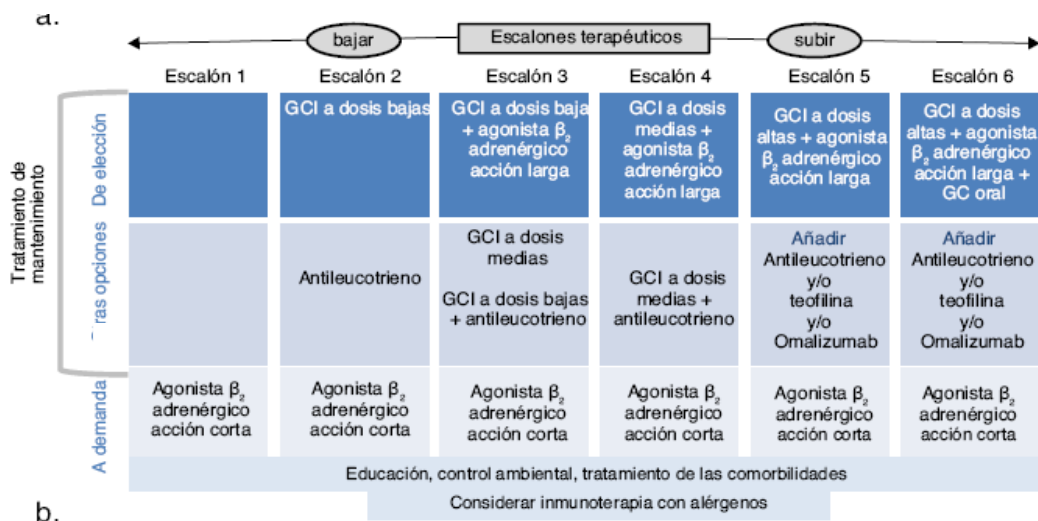 a.
bajar
Escalones terapéuticos
subir
Escalón 1
Escalón 2
Escalón 3
Escalón 4
Escalón 5
Escalón 6
Tratamiento de
mantenimiento
De elección
GCI a dosis bajas
GCI a dosis baja
+ agonista β₂
adrenérgico
acción larga
GCI a dosis
medias +
agonista β₂
adrenérgico
acción larga
GCI a dosis
altas + agonista
β₂ adrenérgico
acción larga
GCI a dosis
altas + agonista
β₂ adrenérgico
acción larga +
GC oral
opciones
Antileucotrieno
GCI a dosis
medias
GCI a dosis bajas
+ antileucotrieno
GCI a dosis
medias +
antileucotrieno
Añadir
Antileucotrieno
y/o
teofilina
y/o
Omalizumab
Añadir
Antileucotrieno
y/o
teofilina
y/o
Omalizumab
A demanda
Agonista β₂
adrenérgico
acción corta
Agonista β₂
adrenérgico
acción corta
Agonista β₂
adrenérgico
acción corta
Agonista β₂
adrenérgico
acción corta
Agonista β₂
adrenérgico
acción corta
Agonista β₂
adrenérgico
acción corta
Educación, control ambiental, tratamiento de las comorbilidades
Considerar inmunoterapia con alérgenos
b.